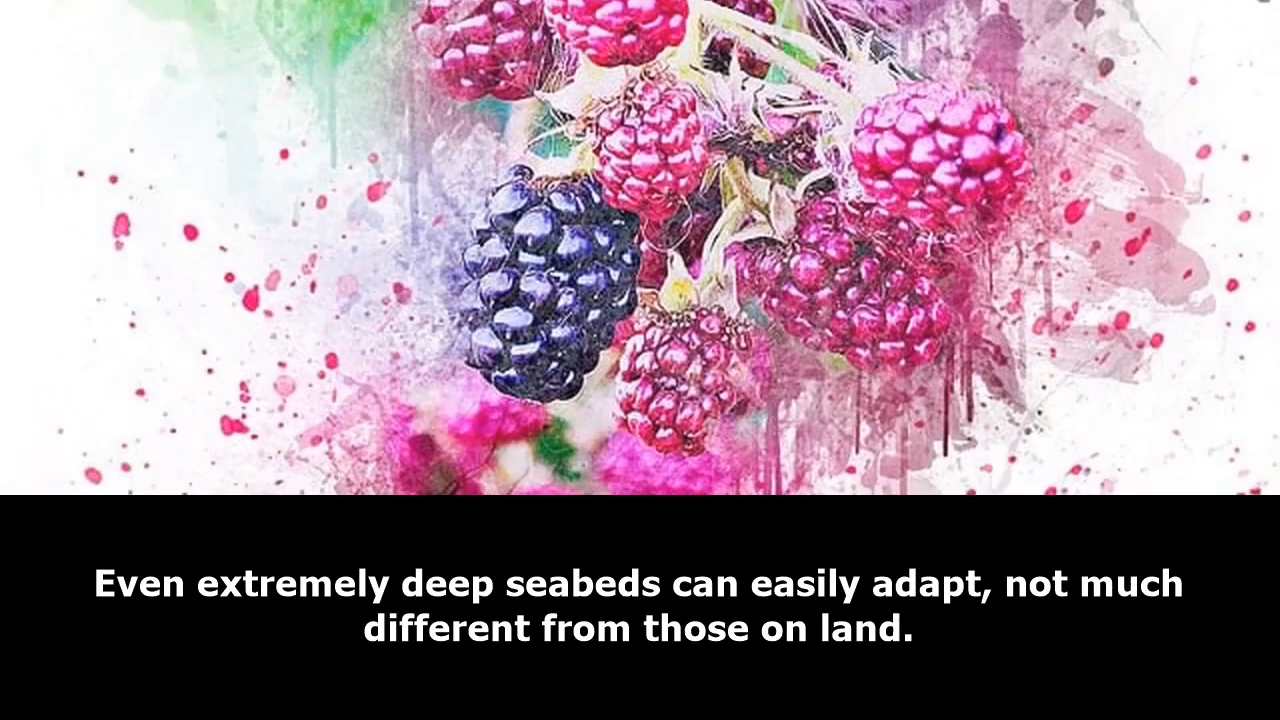 Even extremely deep seabeds can easily adapt, not much
different from those on land.